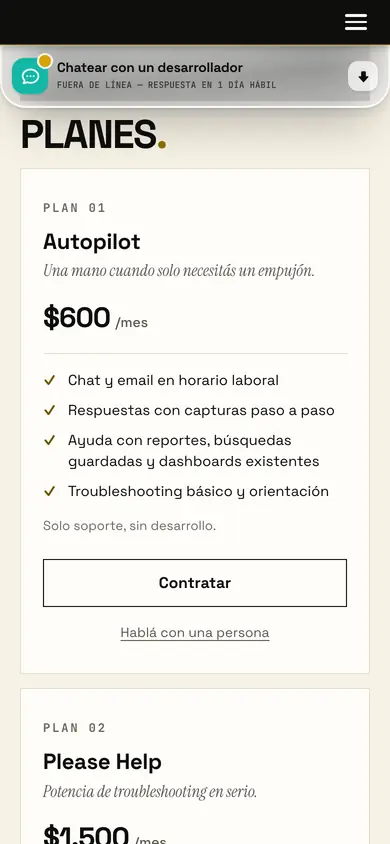 Chatear con un desarrollador
FUERA DE LÍNEA — RESPUESTA EN 1 DÍA HÁBIL
PLANES.
PLAN 01
Autopilot
Una mano cuando solo necesitás un empujón.
$600 /mes
Chat y email en horario laboral
Respuestas con capturas paso a paso
Ayuda con reportes, búsquedas
guardadas y dashboards existentes
Troubleshooting básico y orientación
Solo soporte, sin desarrollo.
Contratar
Hablá con una persona
PLAN 02
Please Help
Potencia de troubleshooting en serio.
$1.500 /mes